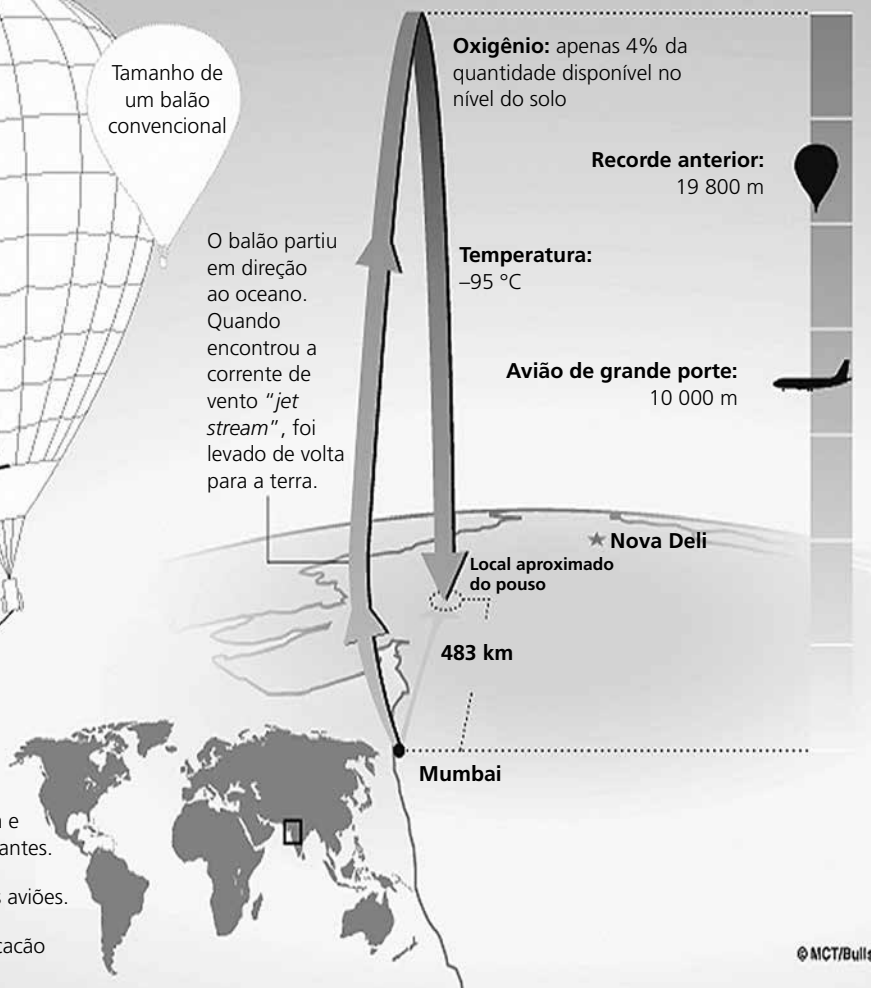 Tamanho de
um balão
convencional
Oxigênio: apenas 4% da
quantidade disponível no
nível do solo
Recorde anterior:
19 800 m
O balão partiu
em direção
ao oceano.
Quando
encontrou a
corrente de
vento "jet
stream", foi
levado de volta
para a terra.
Temperatura:
–95 °C
Avião de grande porte:
10 000 m
Nova Deli
Local aproximado
do pouso
483 km
Mumbai
e
antes.
aviões.
© MCT/Bulls